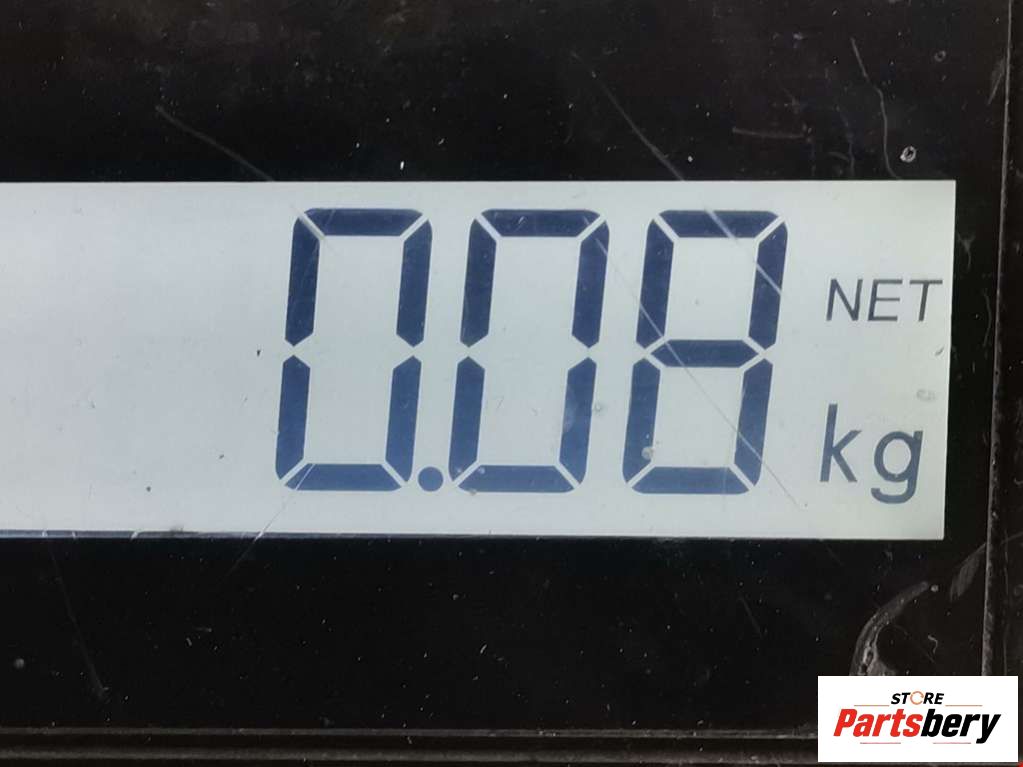 0.08 NET
kg
STORE
Partsbery